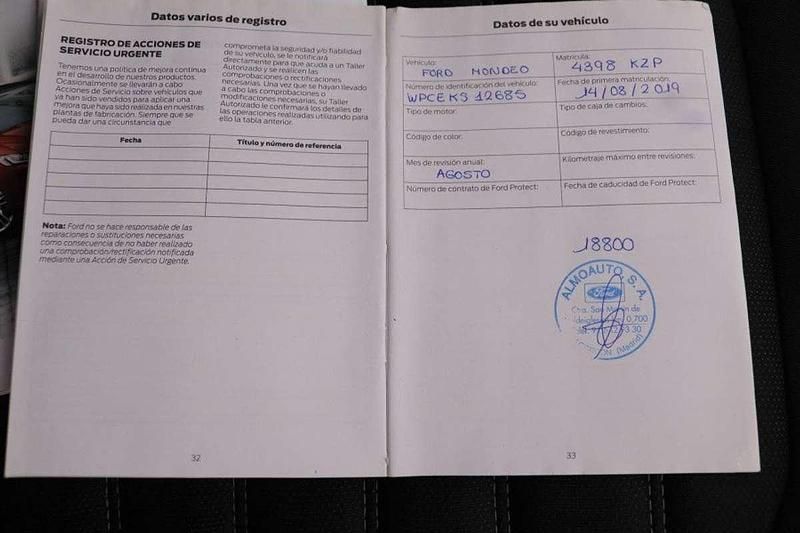 Datos varios de registro
REGISTRO DE ACCIONES DE
SERVICIO URGENTE
Tenemos una política de mejora continua
en el desarrollo de nuestros productos.
Ocasionalmente se llevarán a cabo
Acciones de Servicio sobre vehículos que
ya han sido vendidos para aplicar una
mejora que haya sido realizada en nuestras
plantas de fabricación. Siempre que se
pueda dar una circunstancia que
comprometa la seguridad y/o fiabilidad
de su vehículo, se le notificará
directamente para que acuda a un Taller
Autorizado y se realicen las
comprobaciones o rectificaciones
necesarias. Una vez que se hayan llevado
a cabo las comprobaciones o
modificaciones necesarias, su Taller
Autorizado le confirmará los detalles de
las operaciones realizadas utilizando para
ello la tabla anterior.
Fecha
Título y número de referencia
Nota: Ford no se hace responsable de las
reparaciones o sustituciones necesarias
como consecuencia de no haber realizado
una comprobación/rectificación notificada
mediante una Acción de Servicio Urgente.
32
Datos de su vehículo
Vehículo:
FORD MONDEO
Matrícula:
4398 KZP
Número de identificación del vehículo:
WPCEKS 12685
Fecha de primera matriculación:
14/08/2019
Tipo de motor:
Tipo de caja de cambios:
Código de color:
Código de revestimiento:
Mes de revisión anual:
AGOSTO
Kilometraje máximo entre revisiones:
Número de contrato de Ford Protect:
Fecha de caducidad de Ford Protect:
18800
ALMOAUTO, S. A.
Ford
Ctra. San de
0,700
3 30
(Madrid)
33